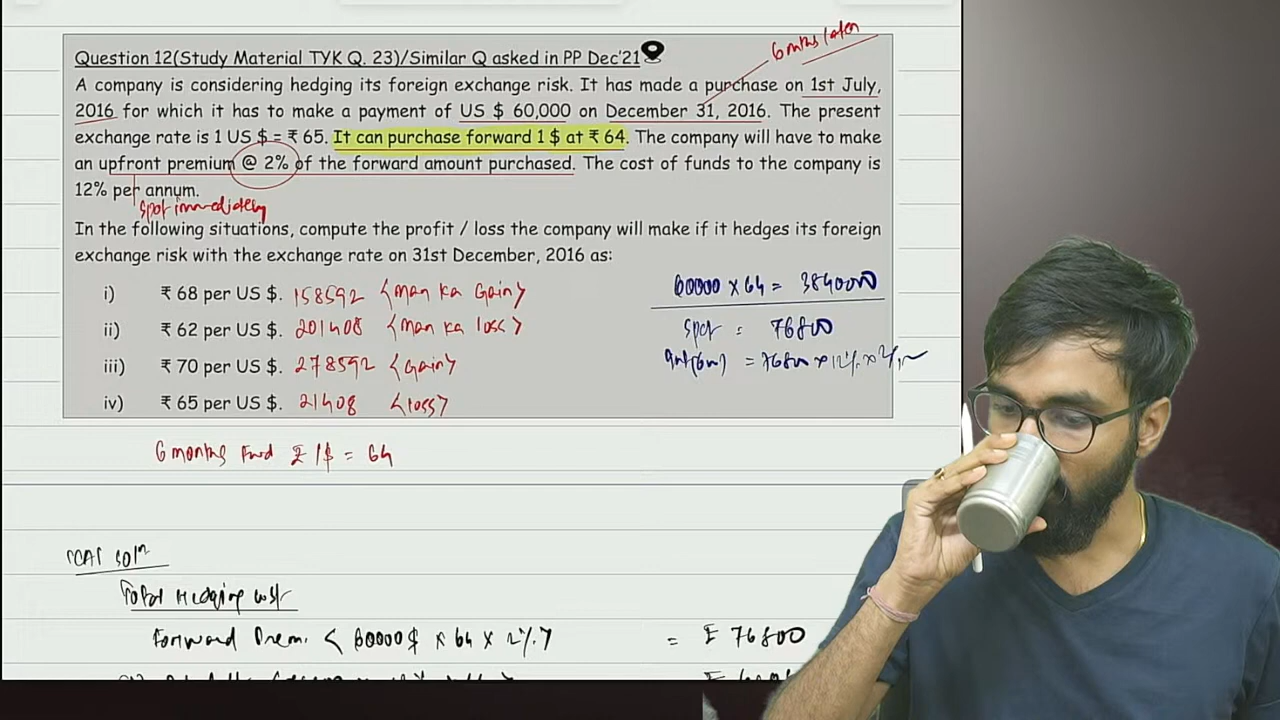 6 mnths later
Question 12(Study Material TYK Q. 23)/Similar Q asked in PP Dec'21
A company is considering hedging its foreign exchange risk. It has made a purchase on 1st July,
2016 for which it has to make a payment of US $ 60,000 on December 31, 2016. The present
exchange rate is 1 US $ = ₹ 65. It can purchase forward 1 $ at ₹ 64. The company will have to make
an upfront premium @ 2% of the forward amount purchased. The cost of funds to the company is
12% per annum.
spot immediately
In the following situations, compute the profit / loss the company will make if it hedges its foreign
exchange risk with the exchange rate on 31st December, 2016 as:
i) ₹ 68 per US $. 158592 <man ka Gain>
60000 x 64 = 3840000
ii) ₹ 62 per US $. 201408 <man ka loss>
spot = 76800
iii) ₹ 70 per US $. 278592 <Gain>
Int(6m) = 76800 x 12% x
iv) ₹ 65 per US $. 21408 <loss>
6 months Fwd ₹/$ = 64
ICAI Soln
Total Hedging cost
Forward Prem. < 60000$ x 64 x 2% > = ₹ 76800